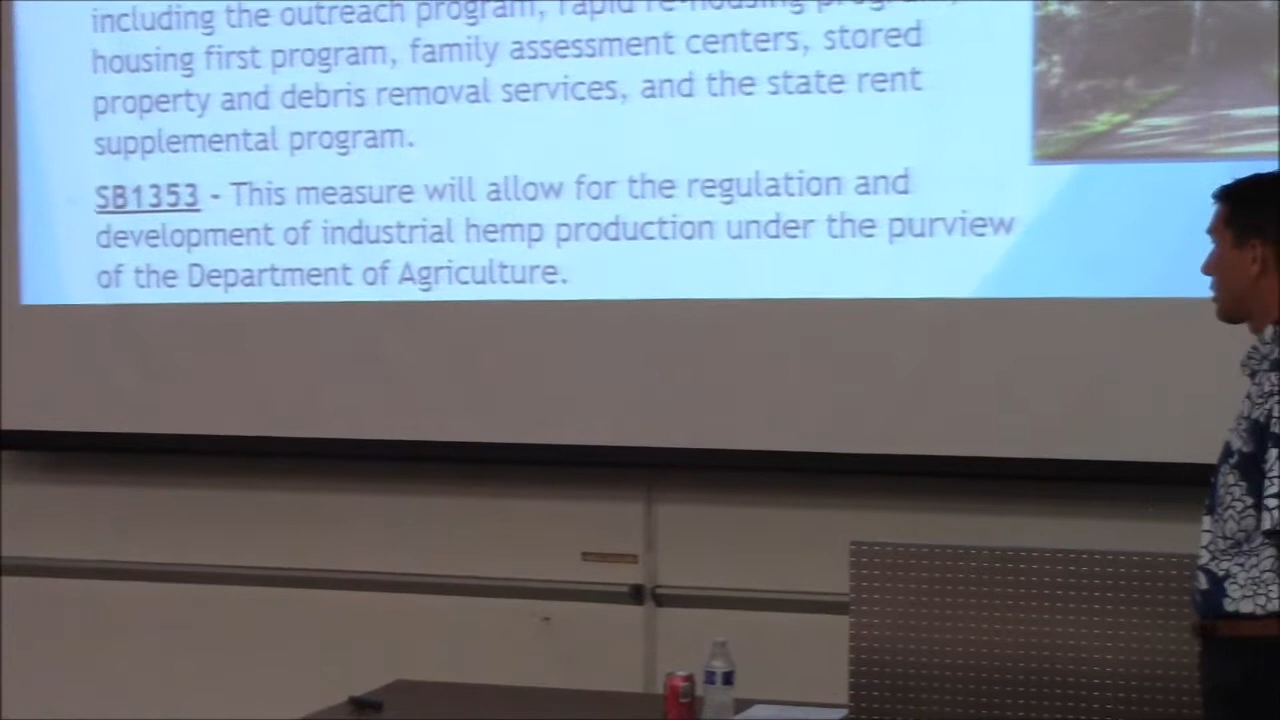 including the outreach program, rapid re-housing program,
housing first program, family assessment centers, stored
property and debris removal services, and the state rent
supplemental program.
SB1353 - This measure will allow for the regulation and
development of industrial hemp production under the purview
of the Department of Agriculture.